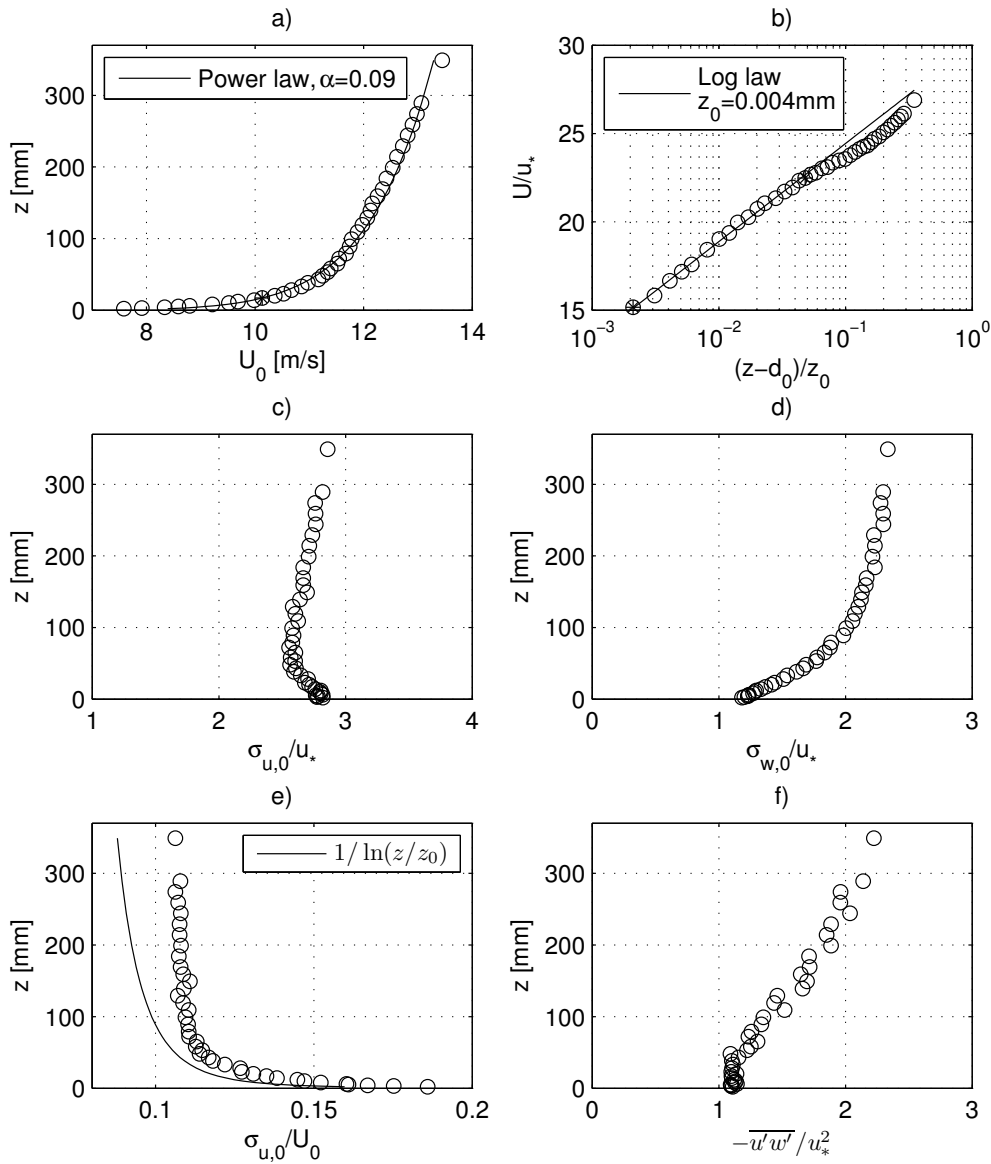 a)
300
200
100
0
z [mm]
Power law, α=0.09
8
10
12
14
U₀ [m/s]
b)
30
25
20
15
U/u*
Log law
z₀=0.004mm
10⁻³
10⁻²
10⁻¹
10⁰
(z−d₀)/z₀
c)
300
200
100
0
z [mm]
1
2
3
4
σu,0/u*
d)
300
200
100
0
z [mm]
0
1
2
3
σw,0/u*
e)
300
200
100
0
z [mm]
1/ ln(z/z₀)
0.1
0.15
0.2
σu,0/U₀
f)
300
200
100
0
z [mm]
0
1
2
3
−u′w′/u*²